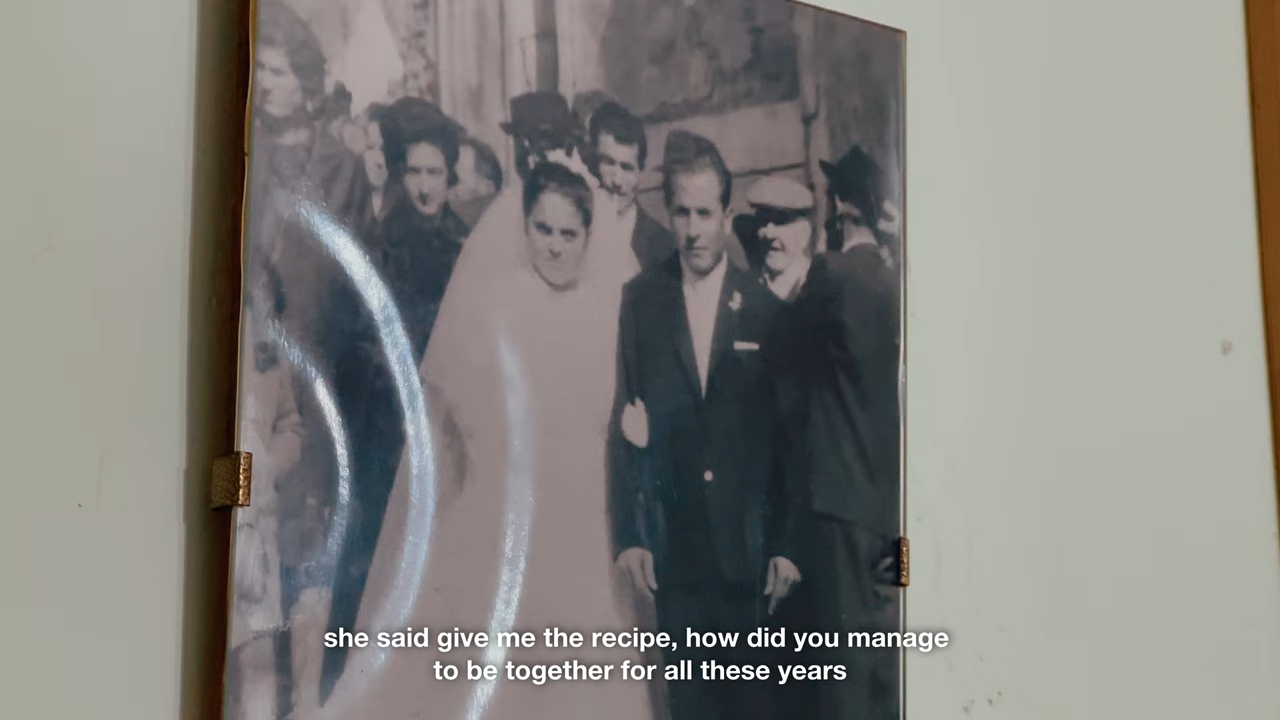 she said give me the recipe, how did you manage
to be together for all these years